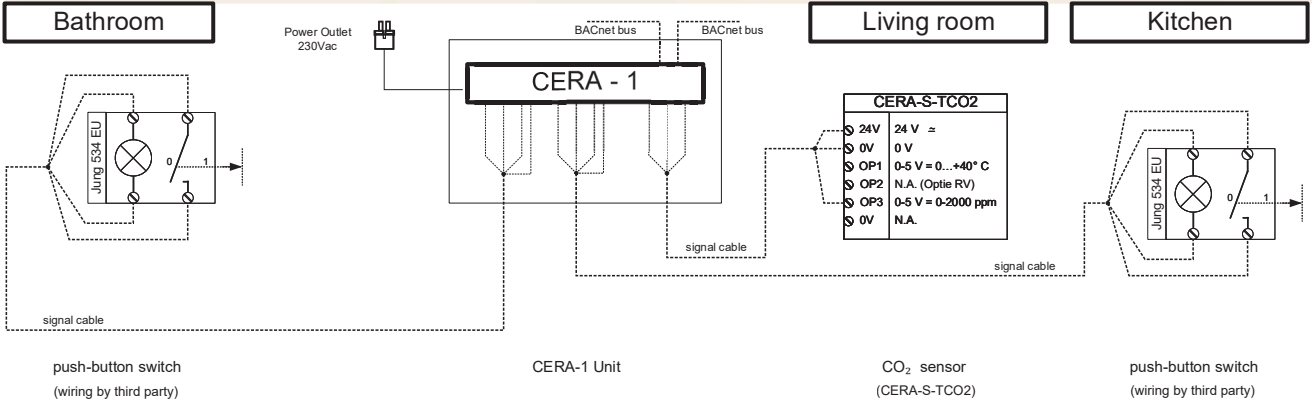 Bathroom
Power Outlet
230Vac
BACnet bus
BACnet bus
Living room
Kitchen
CERA - 1
Jung 534 EU
0
1
CERA-S-TCO2
24V 24 V ≃
0V 0 V
OP1 0-5 V = 0...+40° C
OP2 N.A. (Optie RV)
OP3 0-5 V = 0-2000 ppm
0V N.A.
Jung 534 EU
0
1
signal cable
signal cable
signal cable
push-button switch
(wiring by third party)
CERA-1 Unit
CO₂ sensor
(CERA-S-TCO2)
push-button switch
(wiring by third party)